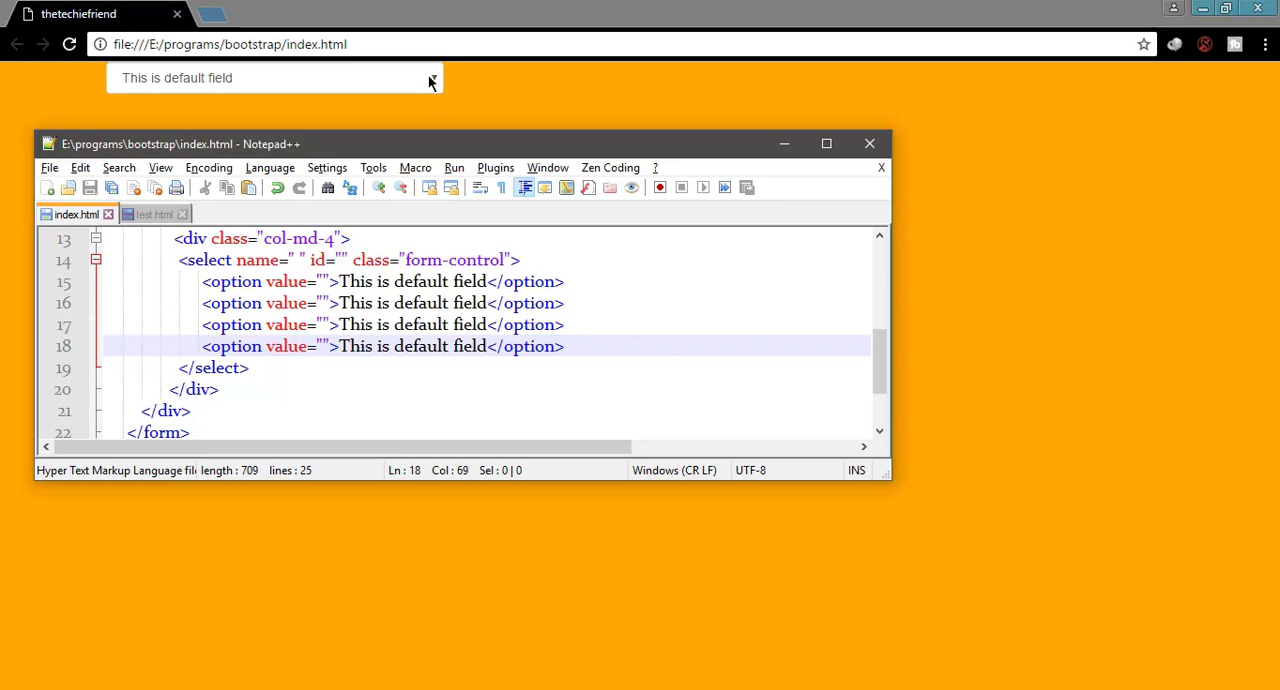 thetechiefriend
file:///E:/programs/bootstrap/index.html
This is default field
E:\programs\bootstrap\index.html - Notepad++
File Edit Search View Encoding Language Settings Tools Macro Run Plugins Window Zen Coding ? X
index.html test.html
13 <div class="col-md-4">
14 <select name=" " id="" class="form-control">
15 <option value="">This is default field</option>
16 <option value="">This is default field</option>
17 <option value="">This is default field</option>
18 <option value="">This is default field</option>
19 </select>
20 </div>
21 </div>
22 </form>
Hyper Text Markup Language fil length : 709 lines : 25 Ln : 18 Col : 69 Sel : 0 | 0 Windows (CR LF) UTF-8 INS